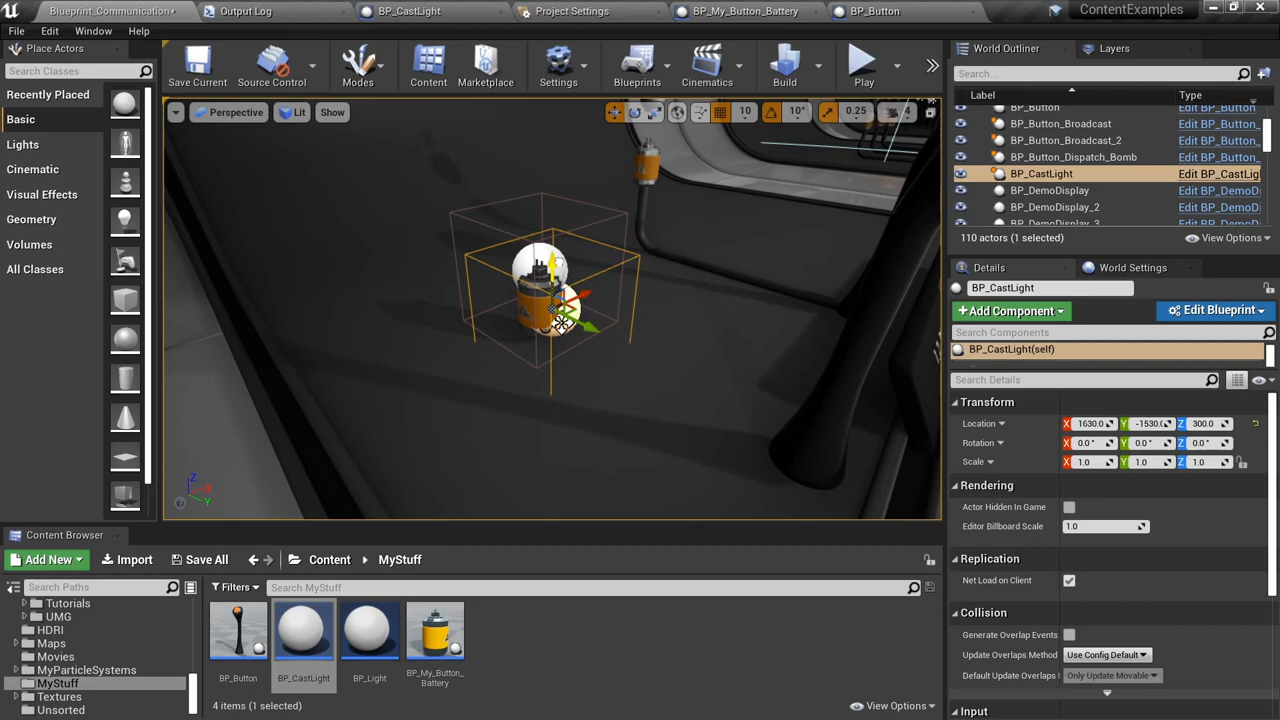 Blueprint_Communication•
Output Log
BP_CastLight
Project Settings
BP_My_Button_Battery
BP_Button
ContentExamples
File Edit Window Help
Place Actors
Search Classes
Recently Placed
Basic
Lights
Cinematic
Visual Effects
Geometry
Volumes
All Classes
Save Current
Source Control
Modes
Content
Marketplace
Settings
Blueprints
Cinematics
Build
Play
Perspective
Lit
Show
10
10°
0.25
4
Z
X
Y
World Outliner
Layers
Search...
Label
Type
BP_Button Edit BP_Button
BP_Button_Broadcast Edit BP_Button_
BP_Button_Broadcast_2 Edit BP_Button_
BP_Button_Dispatch_Bomb Edit BP_Button_
BP_CastLight Edit BP_CastLig
BP_DemoDisplay Edit BP_DemoDi
BP_DemoDisplay_2 Edit BP_DemoDi
BP_DemoDisplay_3 Edit BP_DemoDi
110 actors (1 selected)
View Options
Details
World Settings
BP_CastLight
+Add Component
Edit Blueprint
Search Components
BP_CastLight(self)
Search Details
Transform
Location X 1630.0 Y -1530.0 Z 300.0
Rotation X 0.0° Y 0.0° Z 0.0°
Scale X 1.0 Y 1.0 Z 1.0
Rendering
Actor Hidden In Game
Editor Billboard Scale 1.0
Replication
Net Load on Client
Collision
Generate Overlap Events
Update Overlaps Method Use Config Default
Default Update Overlaps Only Update Movable
Input
Content Browser
Add New
Import
Save All
Content
MyStuff
Search Paths
Filters
Search MyStuff
Tutorials
UMG
HDRI
Maps
Movies
MyParticleSystems
MyStuff
Textures
Unsorted
BP_Button
BP_CastLight
BP_Light
BP_My_Button_
Battery
4 items (1 selected)
View Options